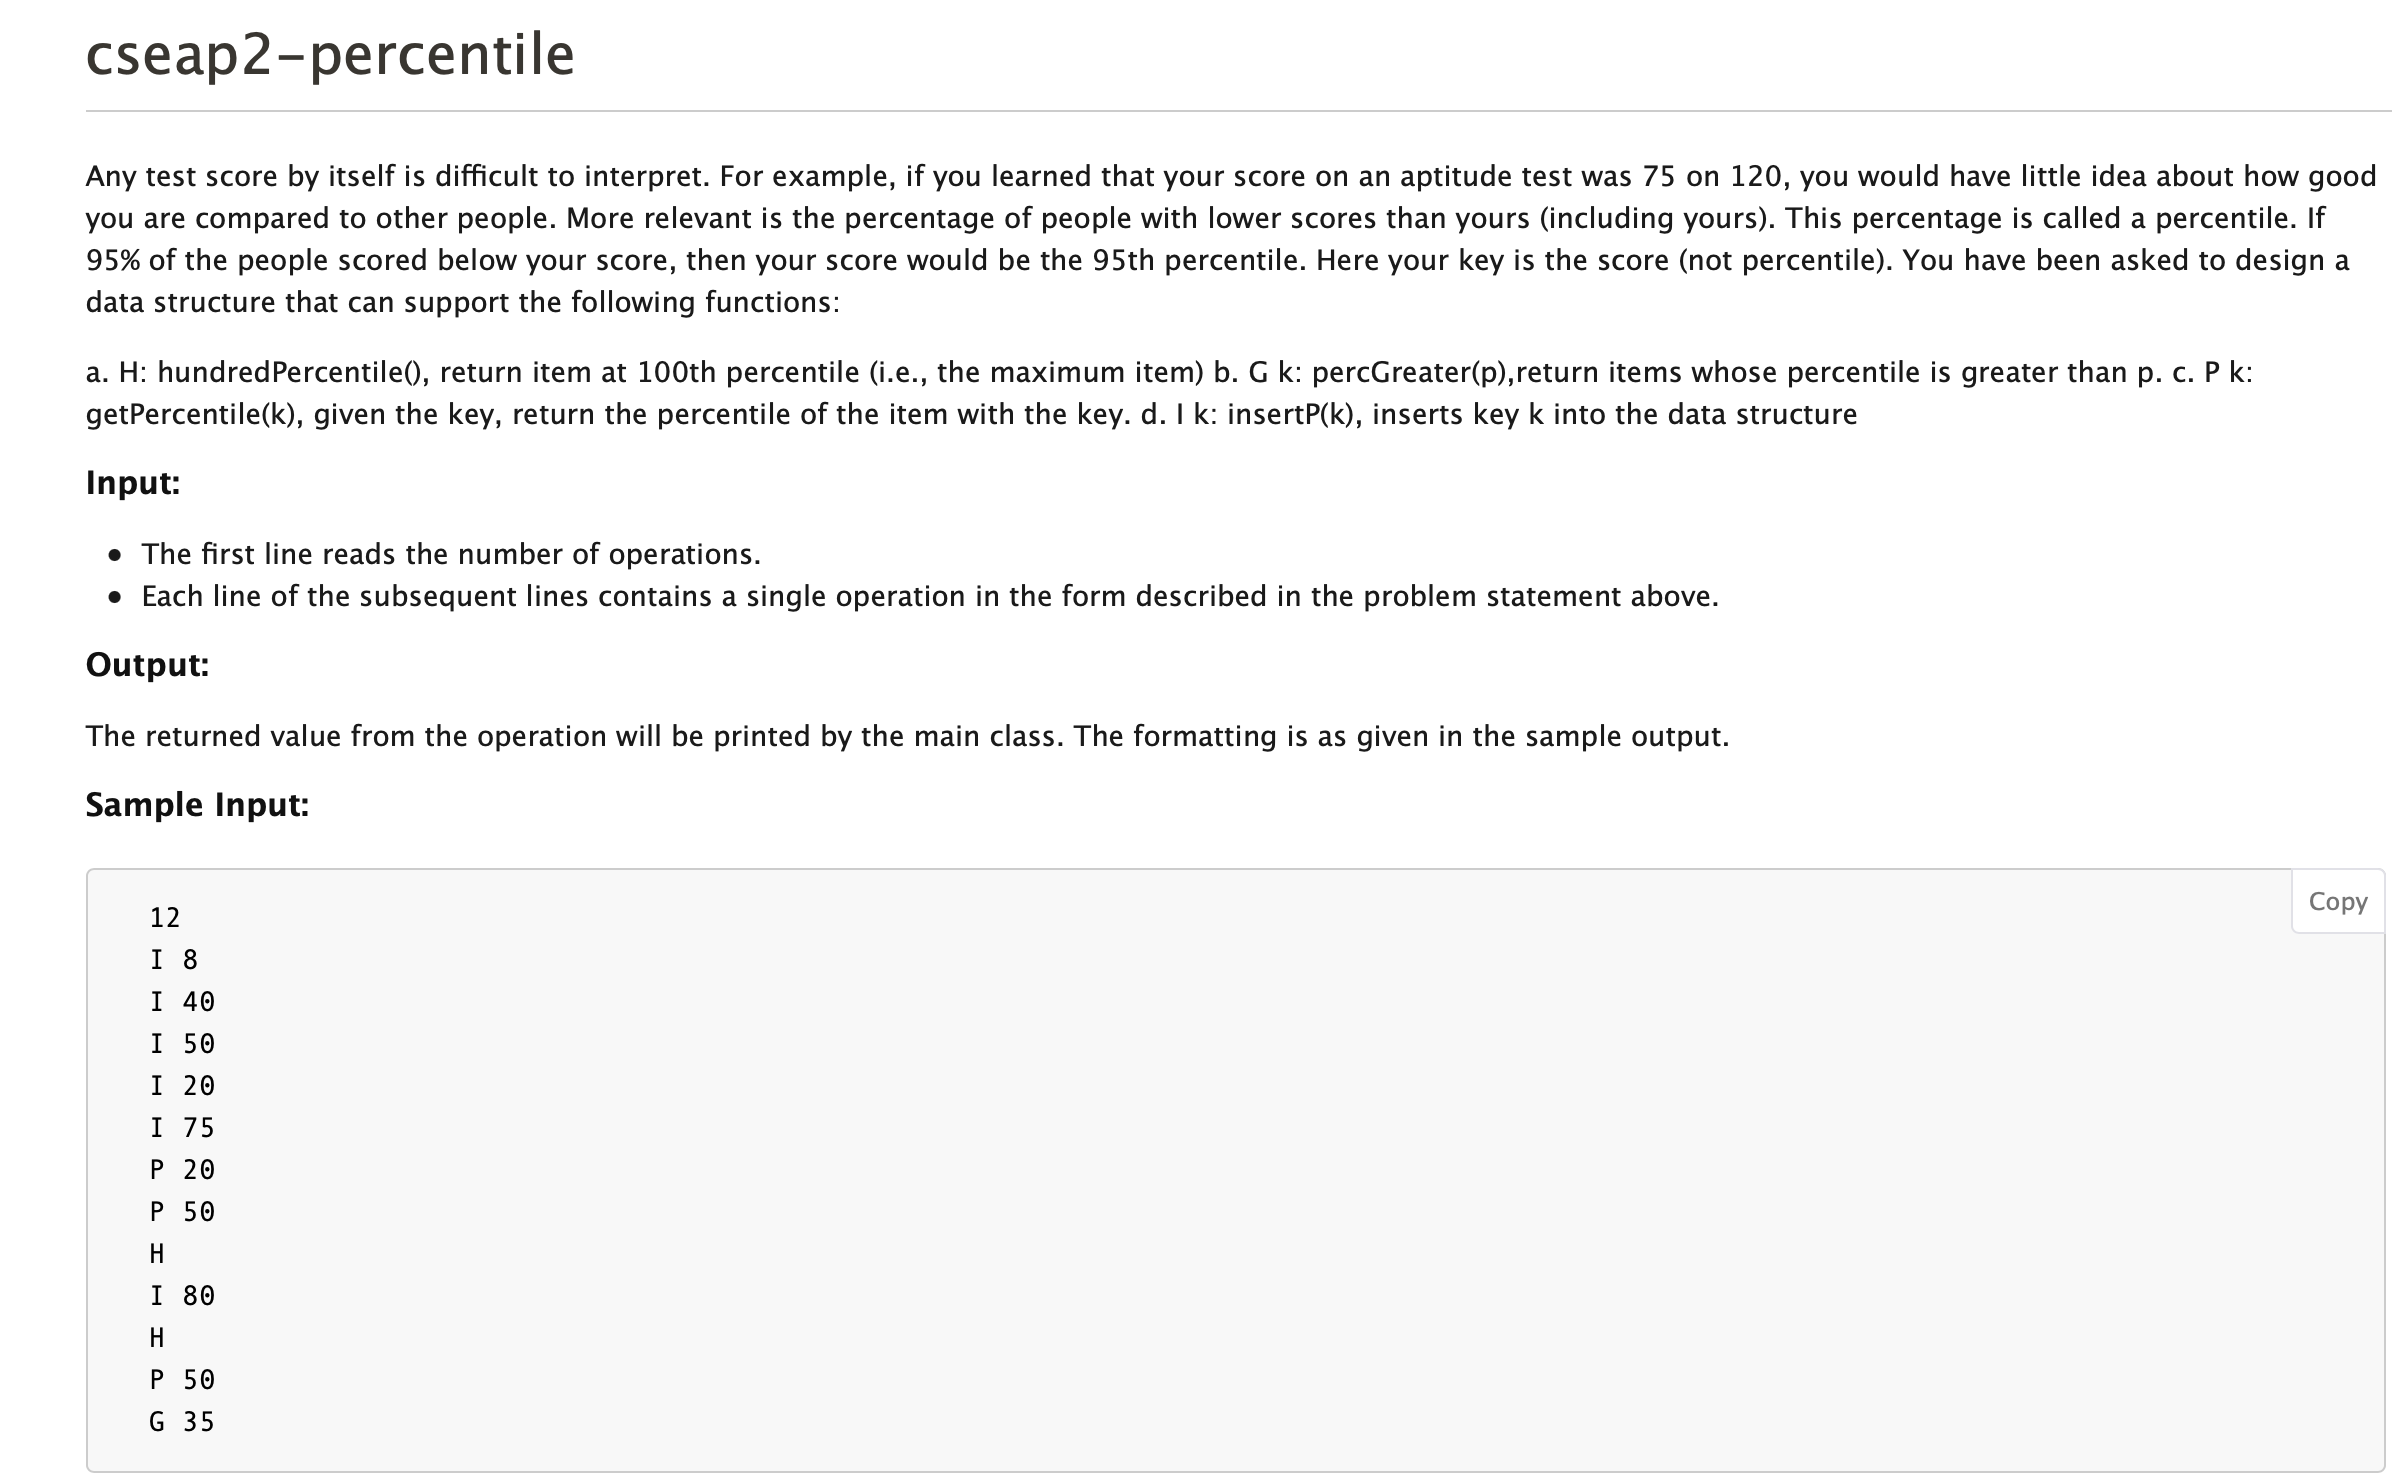 cseap2-percentile
Any test score by itself is difficult to interpret. For example, if you learned that your score on an aptitude test was 75 on 120, you would have little idea about how good
you are compared to other people. More relevant is the percentage of people with lower scores than yours (including yours). This percentage is called a percentile. If
95% of the people scored below your score, then your score would be the 95th percentile. Here your key is the score (not percentile). You have been asked to design a
data structure that can support the following functions:
a. H: hundredPercentile(), return item at 100th percentile (i.e., the maximum item) b. G k: percGreater(p),return items whose percentile is greater than p. c. P k:
getPercentile(k), given the key, return the percentile of the item with the key. d. I k: insertP(k), inserts key k into the data structure
Input:
• The first line reads the number of operations.
• Each line of the subsequent lines contains a single operation in the form described in the problem statement above.
Output:
The returned value from the operation will be printed by the main class. The formatting is as given in the sample output.
Sample Input:
Copy
12
I 8
I 40
I 50
I 20
I 75
P 20
P 50
H
I 80
H
P 50
G 35